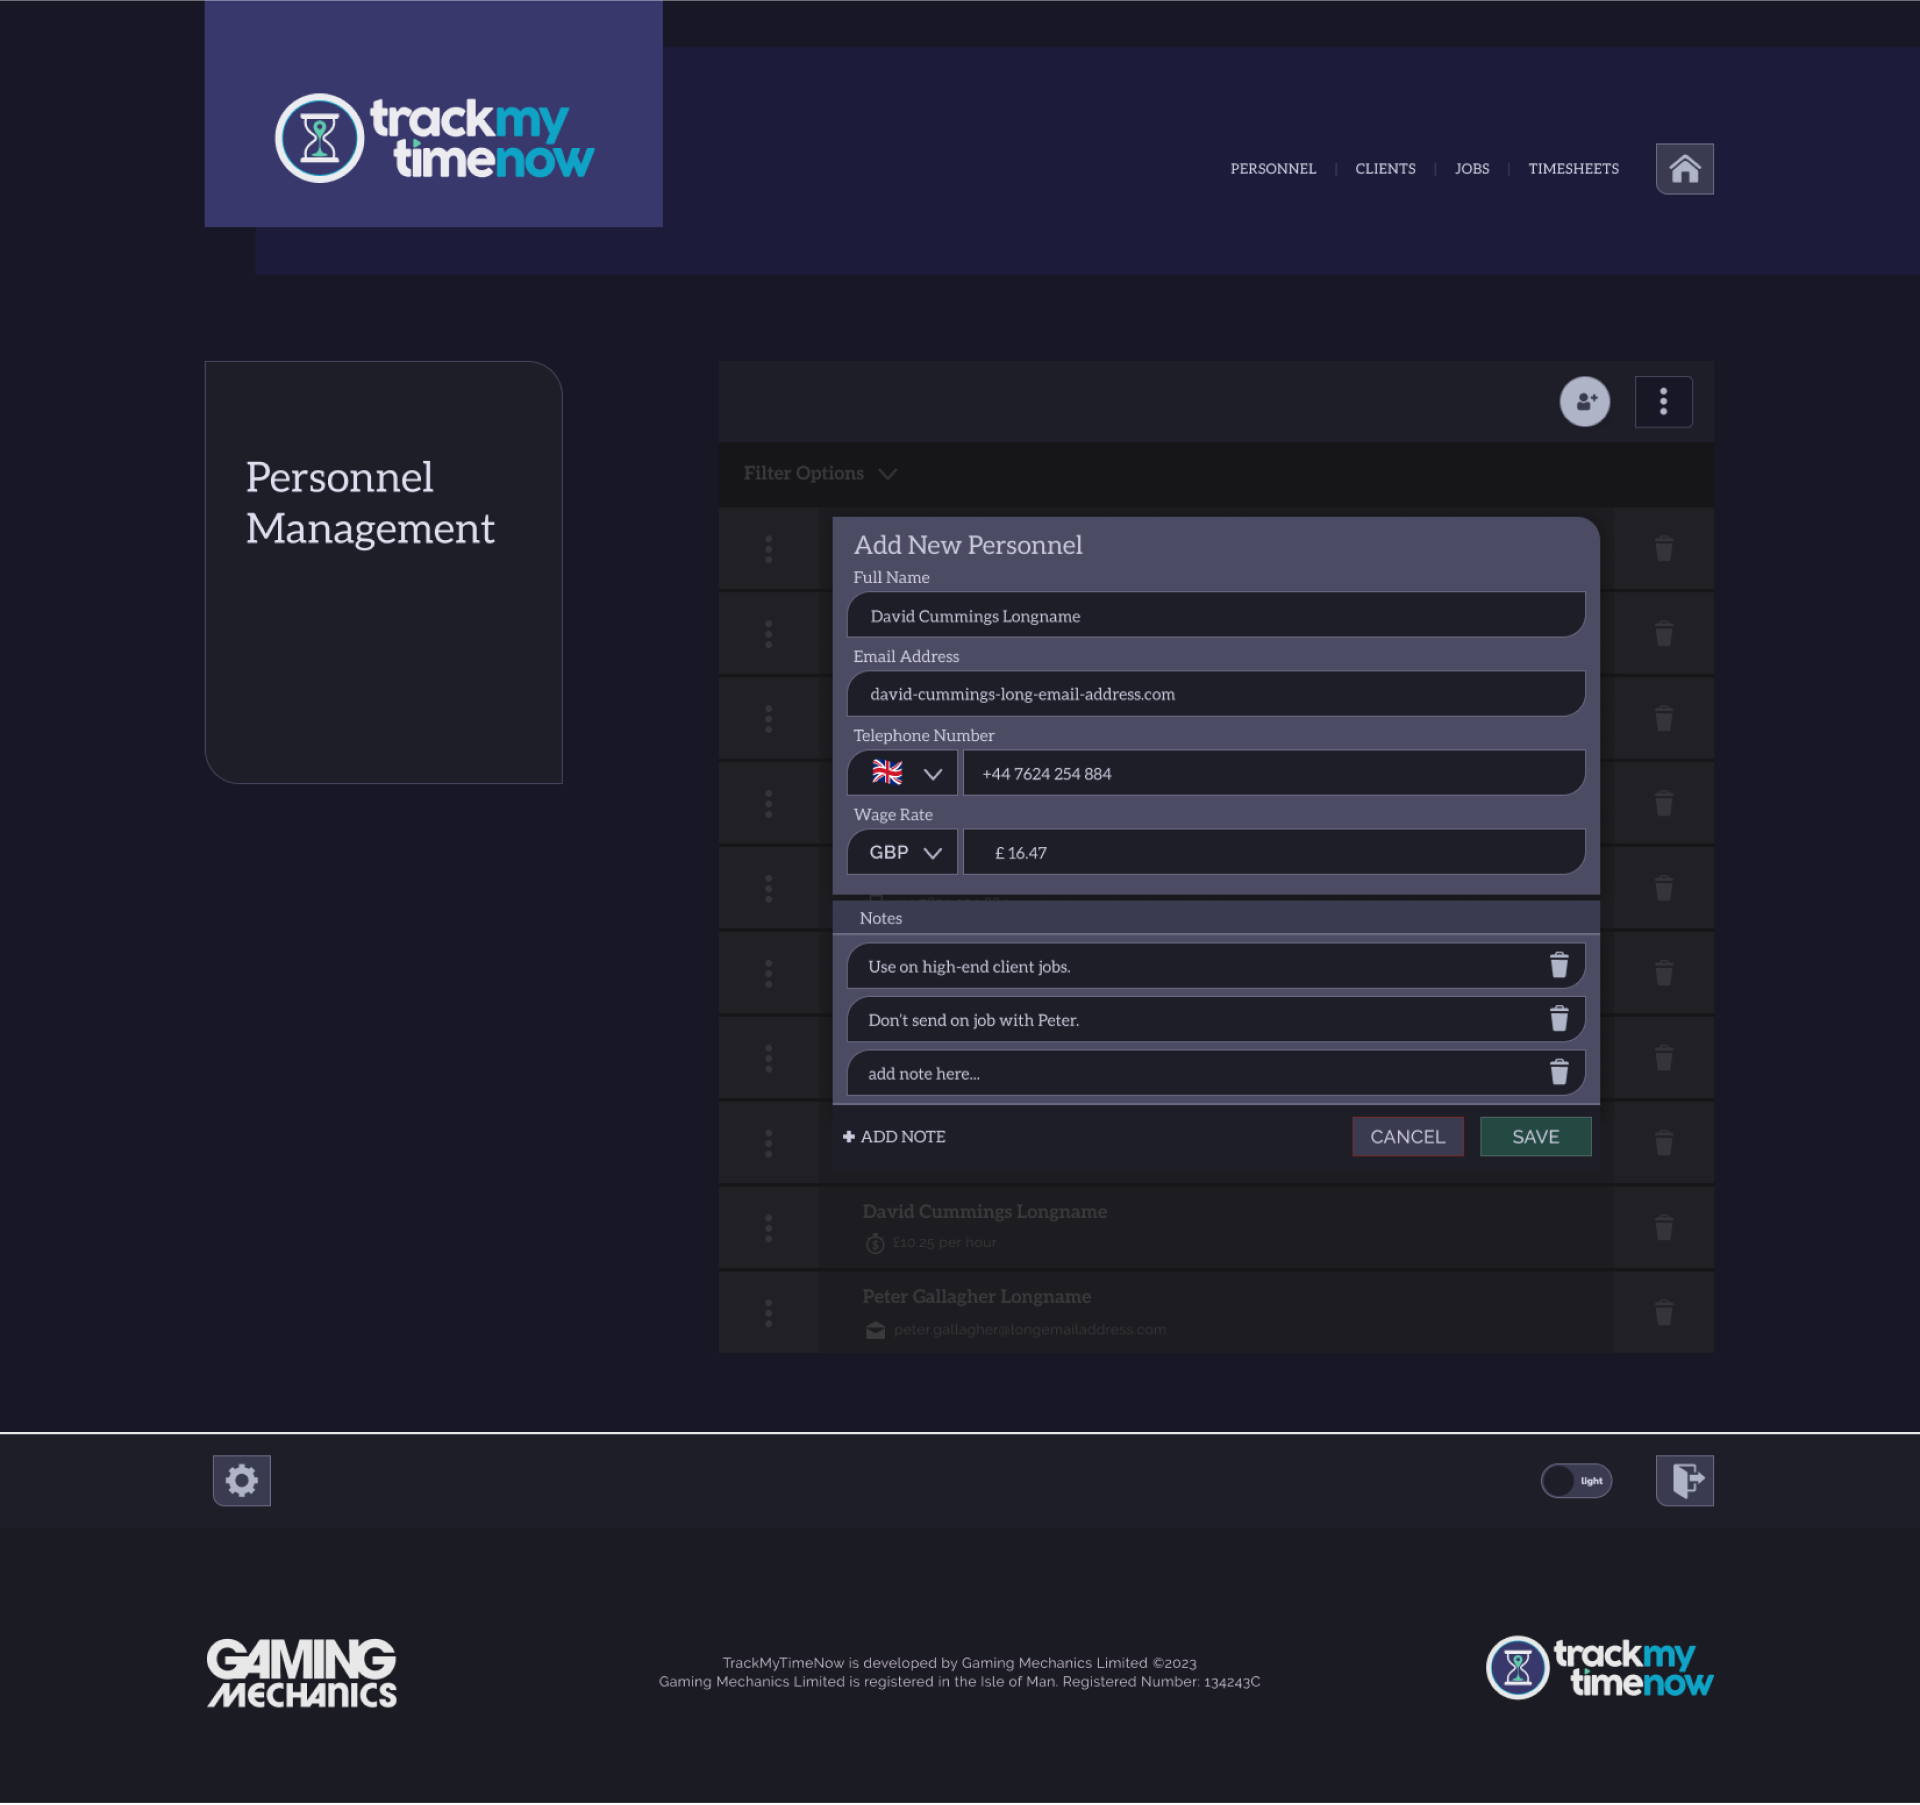 trackmy
timenow
PERSONNEL | CLIENTS | JOBS | TIMESHEETS
Personnel
Management
Filter Options
Add New Personnel
Full Name
David Cummings Longname
Email Address
david-cummings-long-email-address.com
Telephone Number
+44 7624 254 884
Wage Rate
GBP
£ 16.47
Notes
Use on high-end client jobs.
Don't send on job with Peter.
add note here...
ADD NOTE
CANCEL
SAVE
David Cummings Longname
£10.25 per hour
Peter Gallagher Longname
peter.gallagher@longemailaddress.com
light
GAMING
MECHANICS
TrackMyTimeNow is developed by Gaming Mechanics Limited ©2023
Gaming Mechanics Limited is registered in the Isle of Man. Registered Number: 134243C
trackmy
timenow